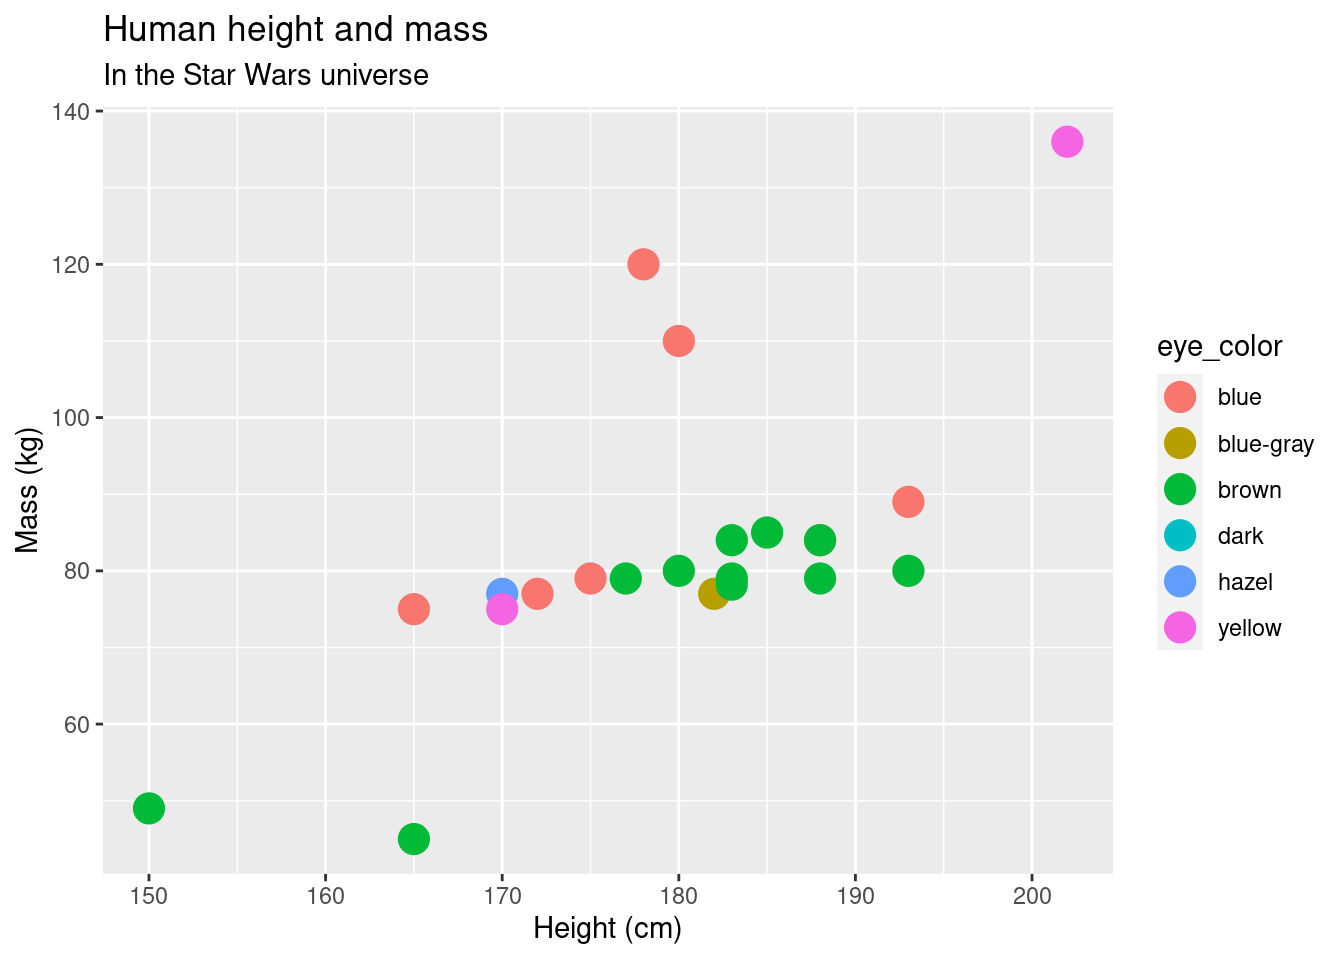 Human height and mass
In the Star Wars universe
140
120
100
80
60
Mass (kg)
150 160 170 180 190 200
Height (cm)
eye_color
blue
blue-gray
brown
dark
hazel
yellow